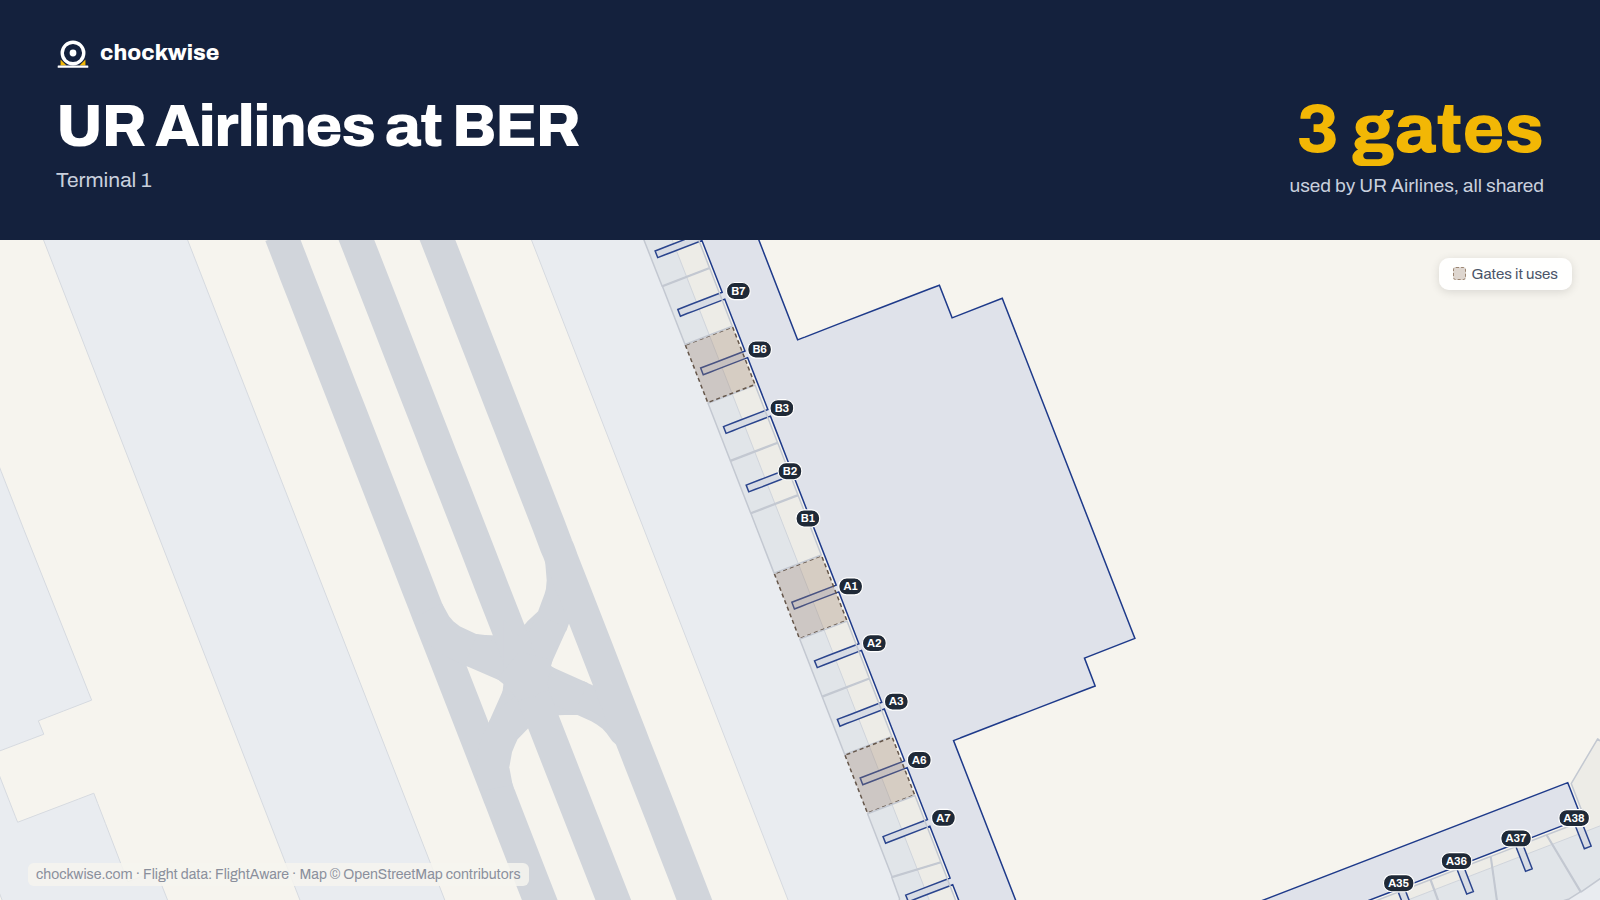 chockwise
UR Airlines at BER
Terminal 1
3 gates
used by UR Airlines, all shared
Gates it uses
B7
B6
B3
B2
B1
A1
A2
A3
A6
A7
A38
A37
A36
A35
chockwise.com · Flight data: FlightAware · Map © OpenStreetMap contributors